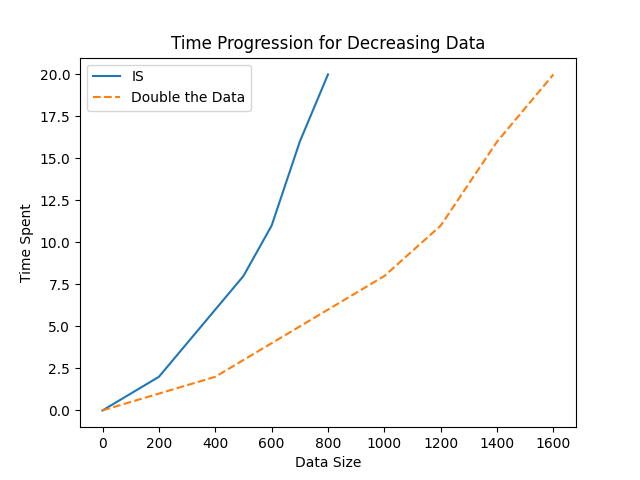 Time Progression for Decreasing Data
IS
Double the Data
20.0
17.5
15.0
12.5
10.0
7.5
5.0
2.5
0.0
Time Spent
0 200 400 600 800 1000 1200 1400 1600
Data Size